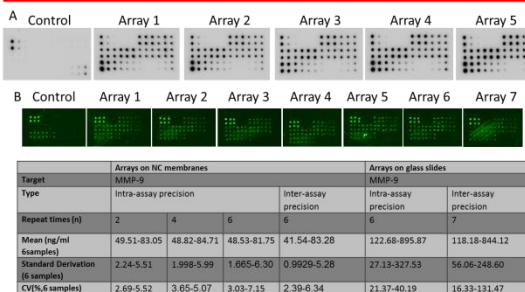 A
Control Array 1 Array 2 Array 3 Array 4 Array 5
B Control Array 1 Array 2 Array 3 Array 4 Array 5 Array 6 Array 7
Arrays on NC membranes Arrays on glass slides
Target MMP-9 MMP-9
Type Intra-assay precision Inter-assay precision Intra-assay precision Inter-assay precision
Repeat times (n) 2 4 6 6 6 7
Mean (ng/ml 6samples) 49.51-83.05 48.82-84.71 48.53-81.75 41.54-83.28 122.68-895.87 118.18-844.12
Standard Derivation (6 samples) 2.24-5.51 1.998-5.99 1.665-6.30 0.9929-5.28 27.13-327.53 56.06-248.60
CV(%,6 samples) 2.69-5.52 3.65-5.07 3.03-7.15 2.39-6.34 21.37-40.19 16.33-131.47